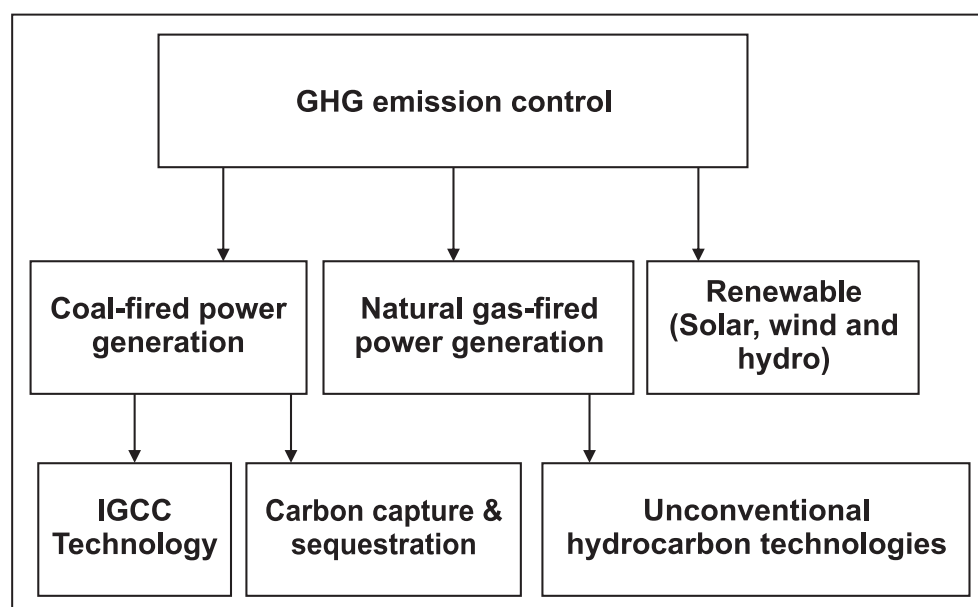 GHG emission control
Coal-fired power
generation
Natural gas-fired
power generation
Renewable
(Solar, wind and
hydro)
IGCC
Technology
Carbon capture &
sequestration
Unconventional
hydrocarbon technologies